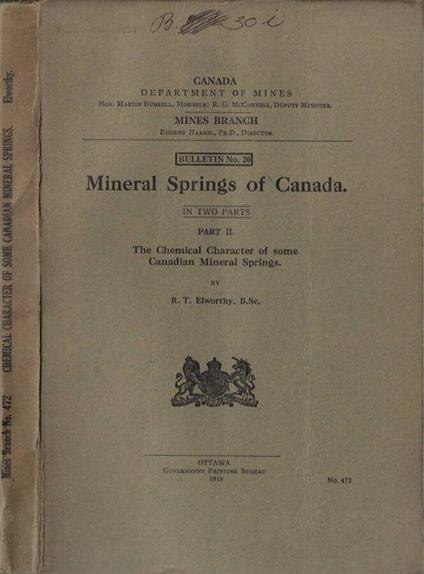 B. 30 i
CANADA
DEPARTMENT OF MINES
HON. MARTIN BURRELL, MINISTER; R. G. MCCONNELL, DEPUTY MINISTER.
MINES BRANCH
EUGENE HAANEL, PH.D., DIRECTOR.
BULLETIN No. 20
Mineral Springs of Canada.
IN TWO PARTS
PART II.
The Chemical Character of some
Canadian Mineral Springs.
BY
R. T. Elworthy, B.Sc.
OTTAWA
GOVERNMENT PRINTING BUREAU
1918
No. 472
Mines Branch No. 472 CHEMICAL CHARACTER OF SOME CANADIAN MINERAL SPRINGS. Elworthy.